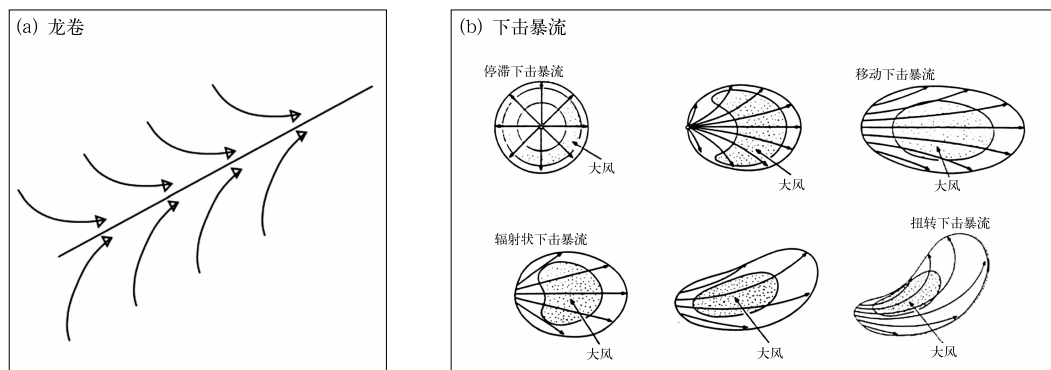 (a) 龙卷
(b) 下击暴流
停滞下击暴流
移动下击暴流
大风
大风
大风
辐射状下击暴流
扭转下击暴流
大风
大风
大风